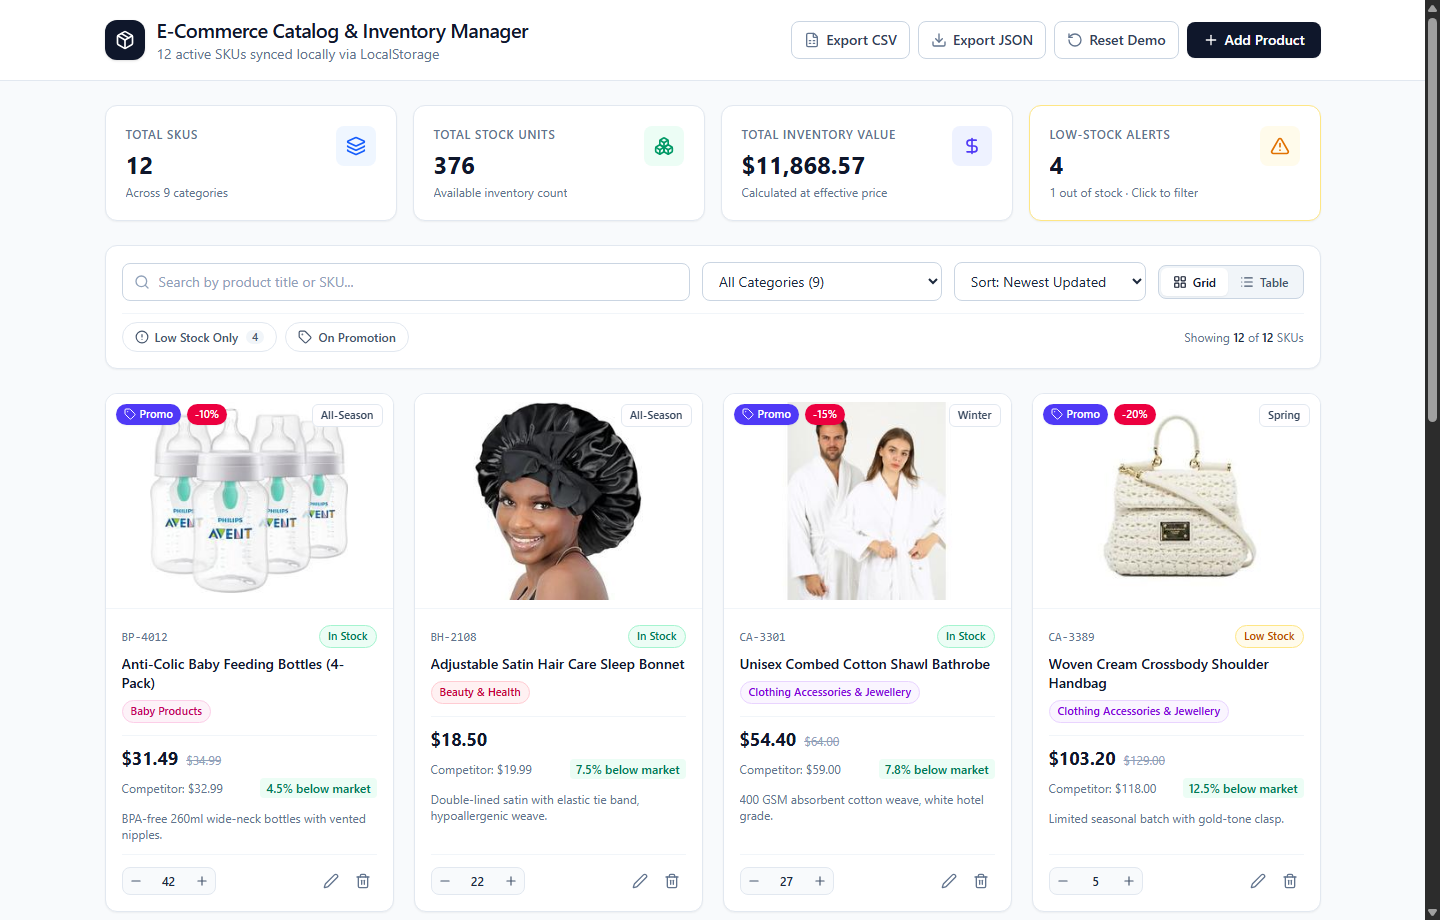 E-Commerce Catalog & Inventory Manager
12 active SKUs synced locally via LocalStorage
Export CSV
Export JSON
Reset Demo
Add Product
TOTAL SKUS
12
Across 9 categories
TOTAL STOCK UNITS
376
Available inventory count
TOTAL INVENTORY VALUE
$11,868.57
Calculated at effective price
LOW-STOCK ALERTS
4
1 out of stock · Click to filter
Search by product title or SKU...
All Categories (9)
Sort: Newest Updated
Grid
Table
Low Stock Only 4
On Promotion
Showing 12 of 12 SKUs
Promo
-10%
All-Season
PHILIPS
AVENT
PHILIPS
AVENT
PHILIPS
AVENT
PHILIPS
AVENT
BP-4012
In Stock
Anti-Colic Baby Feeding Bottles (4-
Pack)
Baby Products
$31.49 $34.99
Competitor: $32.99
4.5% below market
BPA-free 260ml wide-neck bottles with vented
nipples.
42
All-Season
BH-2108
In Stock
Adjustable Satin Hair Care Sleep Bonnet
Beauty & Health
$18.50
Competitor: $19.99
7.5% below market
Double-lined satin with elastic tie band,
hypoallergenic weave.
22
Promo
-15%
Winter
CA-3301
In Stock
Unisex Combed Cotton Shawl Bathrobe
Clothing Accessories & Jewellery
$54.40 $64.00
Competitor: $59.00
7.8% below market
400 GSM absorbent cotton weave, white hotel
grade.
27
Promo
-20%
Spring
CA-3389
Low Stock
Woven Cream Crossbody Shoulder
Handbag
Clothing Accessories & Jewellery
$103.20 $129.00
Competitor: $118.00
12.5% below market
Limited seasonal batch with gold-tone clasp.
5